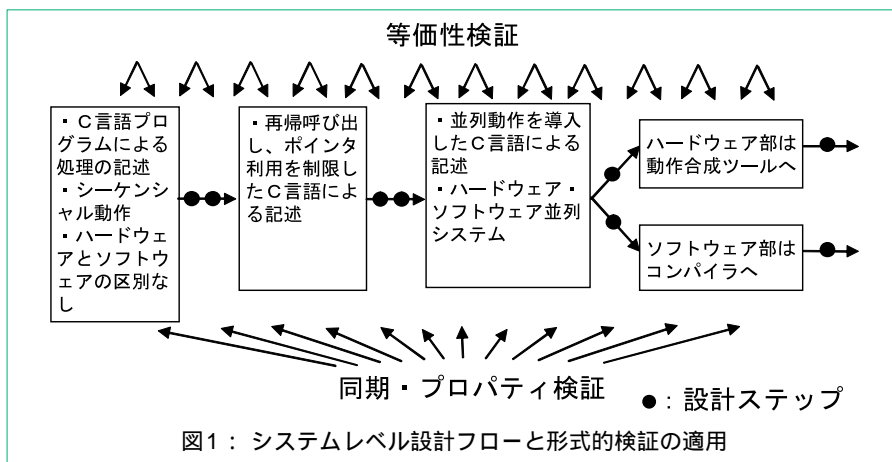 等価性検証
・C言語プロ
グラムによる
処理の記述
・シーケンシ
ャル動作
・ハードウェ
アとソフトウ
ェアの区別な
し
・再帰呼び出
し、ポインタ
利用を制限し
たC言語によ
る記述
・並列動作を導入
したC言語による
記述
・ハードウェア・
ソフトウェア並列
システム
ハードウェア部は
動作合成ツールへ
ソフトウェア部は
コンパイラへ
同期・プロパティ検証
●：設計ステップ
図1：システムレベル設計フローと形式的検証の適用